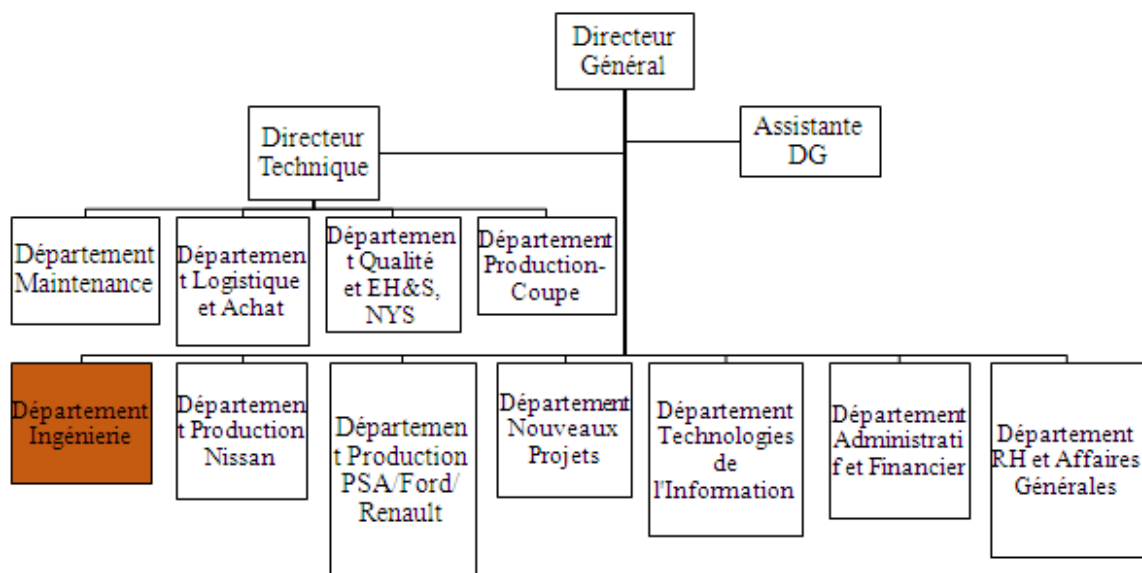 Directeur
Général
Directeur
Technique
Assistante
DG
Département
Maintenance
Départemen
t Logistique
et Achat
Départemen
t Qualité
et EH&S,
NYS
Département
Production-
Coupe
Département
Ingénierie
Départemen
t Production
Nissan
Départemen
t Production
PSA/Ford/
Renault
Département
Nouveaux
Projets
Département
Technologies
de
l'Information
Département
Administrati
f et Financier
Département
RH et Affaires
Générales